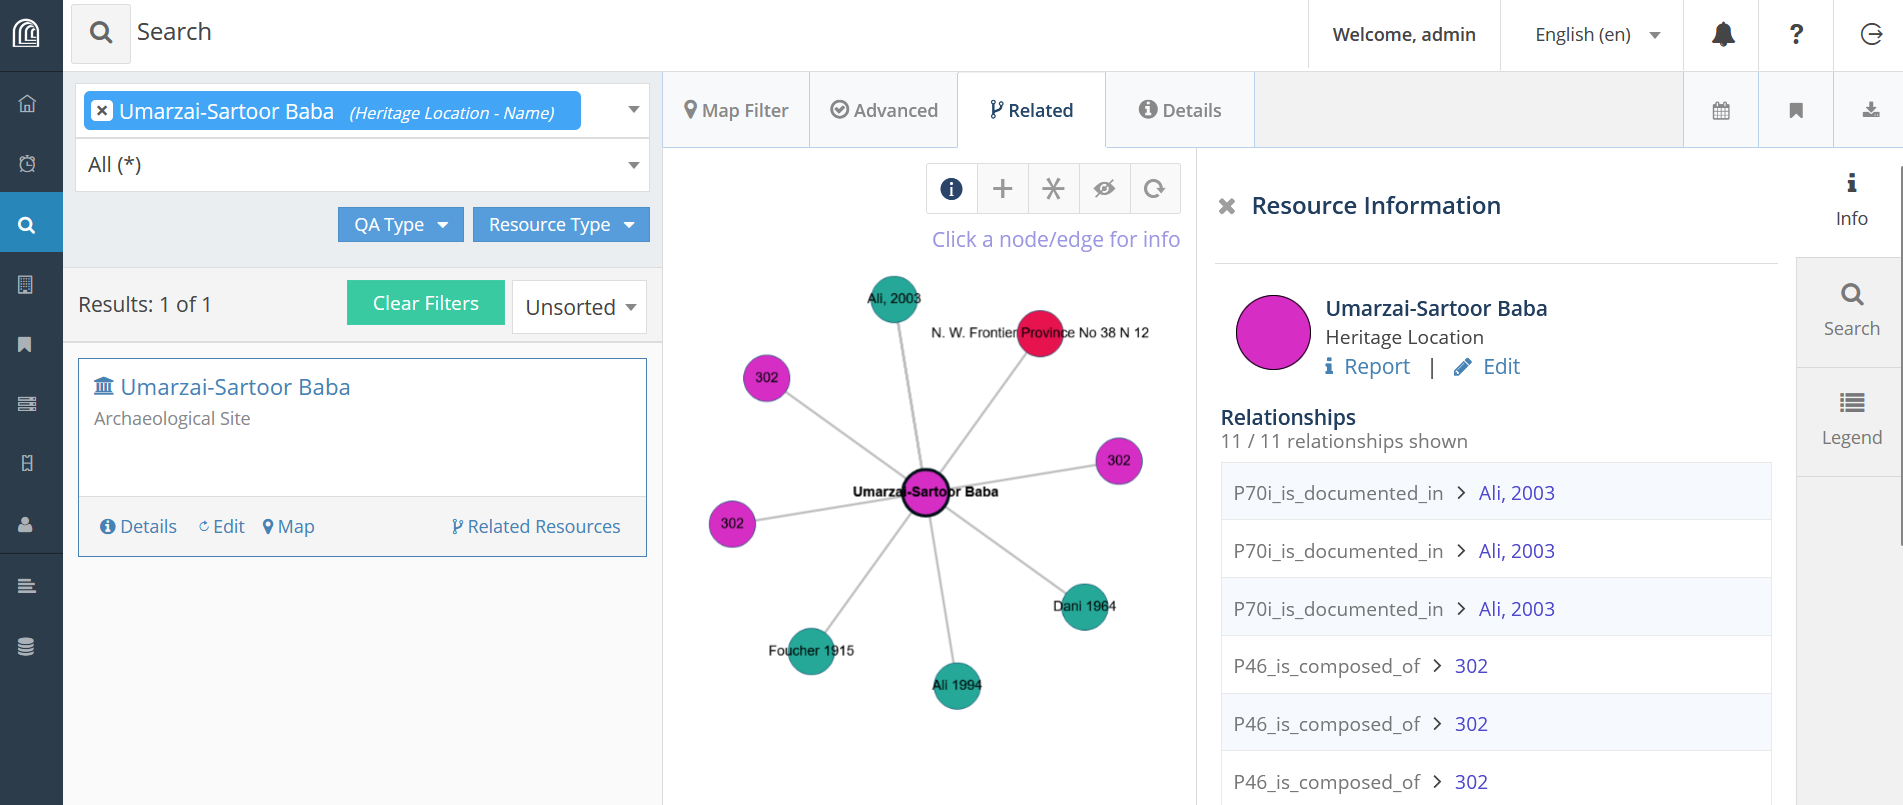 Search
Welcome, admin
English (en)
?
Umarzai-Sartoor Baba (Heritage Location - Name)
All (*)
QA Type
Resource Type
Results: 1 of 1
Clear Filters
Unsorted
Umarzai-Sartoor Baba
Archaeological Site
Details
Edit
Map
Related Resources
Map Filter
Advanced
Related
Details
Click a node/edge for info
Ali, 2003
N. W. Frontier Province No 38 N 12
302
302
Umarzai-Sartoor Baba
302
Dani 1964
Foucher 1915
Ali 1994
Resource Information
Umarzai-Sartoor Baba
Heritage Location
Report | Edit
Relationships
11 / 11 relationships shown
P70i_is_documented_in > Ali, 2003
P70i_is_documented_in > Ali, 2003
P70i_is_documented_in > Ali, 2003
P46_is_composed_of > 302
P46_is_composed_of > 302
P46_is_composed_of > 302
Info
Search
Legend